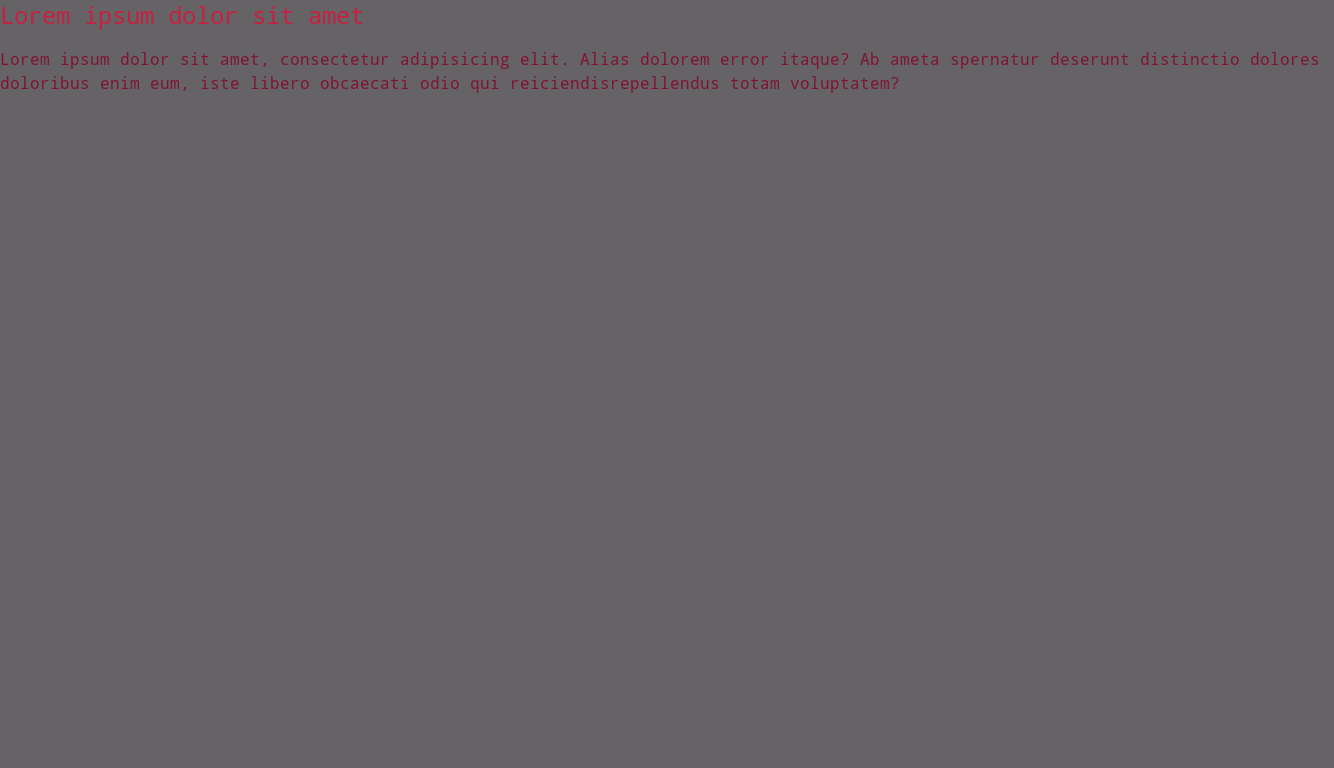 Lorem ipsum dolor sit amet
Lorem ipsum dolor sit amet, consectetur adipisicing elit. Alias dolorem error itaque? Ab ameta spernatur deserunt distinctio dolores
doloribus enim eum, iste libero obcaecati odio qui reiciendisrepellendus totam voluptatem?